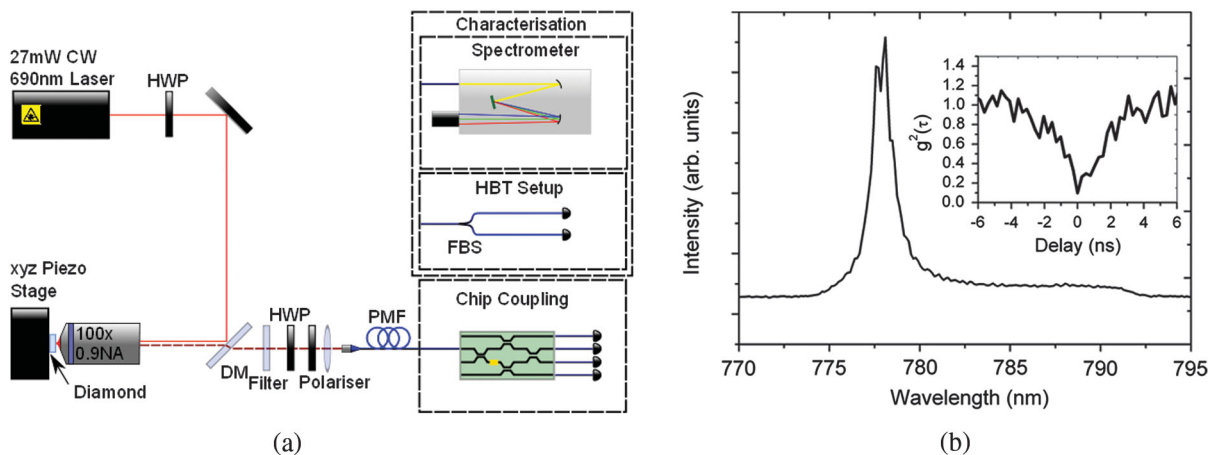 27mW CW
690nm Laser
HWP
xyz Piezo
Stage
100x
0.9NA
Diamond
DM
Filter
HWP
Polariser
PMF
Characterisation
Spectrometer
HBT Setup
FBS
Chip Coupling
(a)
Intensity (arb. units)
770 775 780 785 790 795
Wavelength (nm)
g²(τ)
1.4
1.2
1.0
0.8
0.6
0.4
0.2
0.0
-6 -4 -2 0 2 4 6
Delay (ns)
(b)